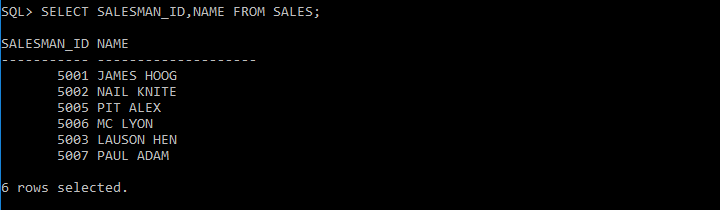 SQL> SELECT SALESMAN_ID,NAME FROM SALES;
SALESMAN_ID NAME
----------- --------------------
5001 JAMES HOOG
5002 NAIL KNITE
5005 PIT ALEX
5006 MC LYON
5003 LAUSON HEN
5007 PAUL ADAM
6 rows selected.